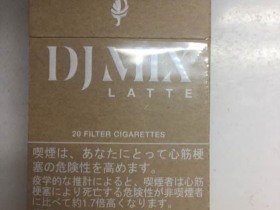 DJ MIX
LATTE
20 FILTER CIGARETTES
喫煙は、あなたにとって心筋梗
塞の危険性を高めます。
疫学的な推計によると、喫煙者は心筋
梗塞により死亡する危険性が非喫煙者
に比べて約1.7倍高くなります。